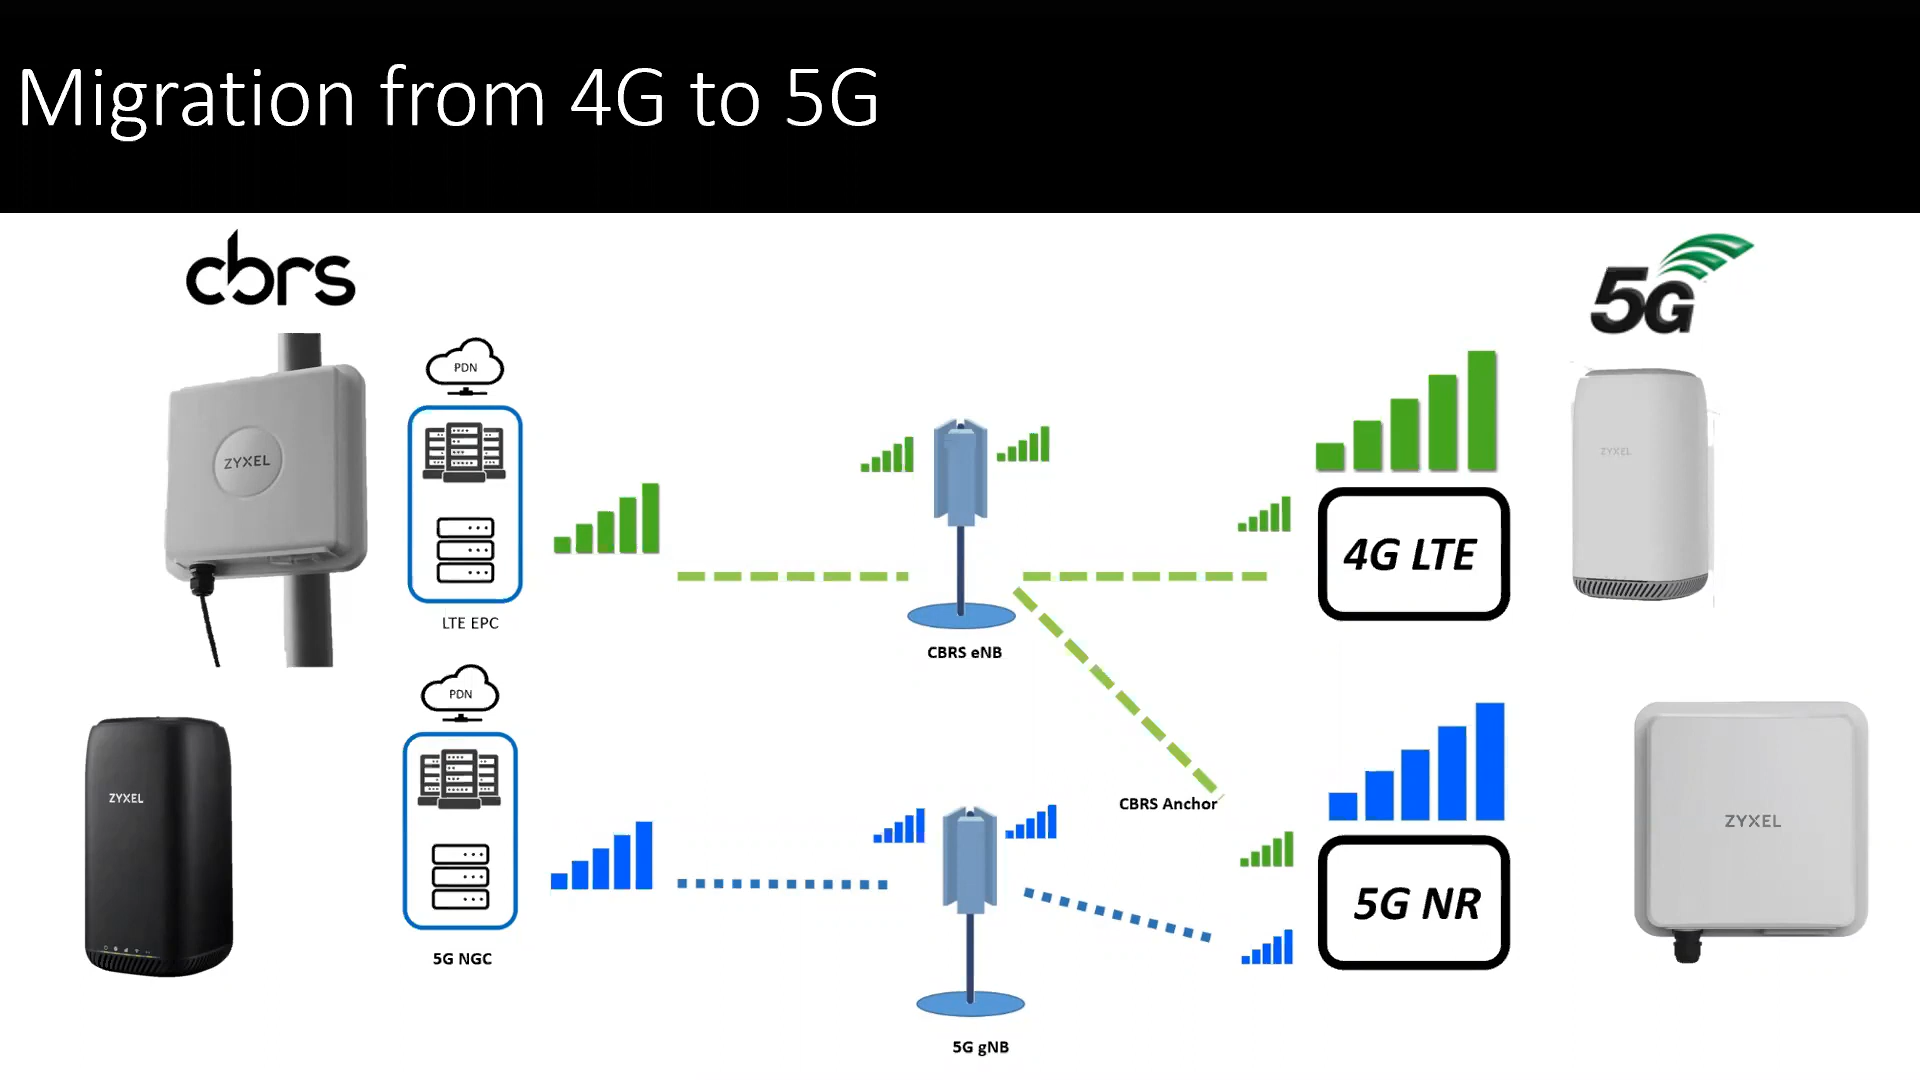 Migration from 4G to 5G
cbrs
5G
PDN
ZYXEL
ZYXEL
4G LTE
LTE EPC
CBRS eNB
PDN
ZYXEL
CBRS Anchor
ZYXEL
5G NR
5G NGC
5G gNB